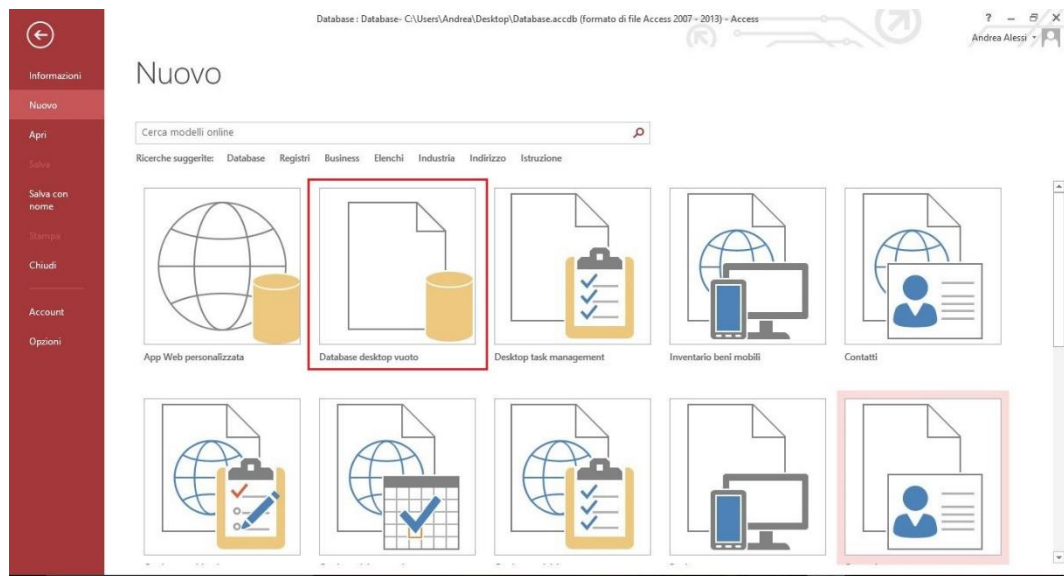 Database : Database- C:\Users\Andrea\Desktop\Database.accdb (formato di file Access 2007 - 2013) - Access
?
Andrea Alessi
Informazioni
Nuovo
Apri
Salva
Salva con
nome
Stampa
Chiudi
Account
Opzioni
Nuovo
Cerca modelli online
Ricerche suggerite: Database Registri Business Elenchi Industria Indirizzo Istruzione
App Web personalizzata
Database desktop vuoto
Desktop task management
Inventario beni mobili
Contatti